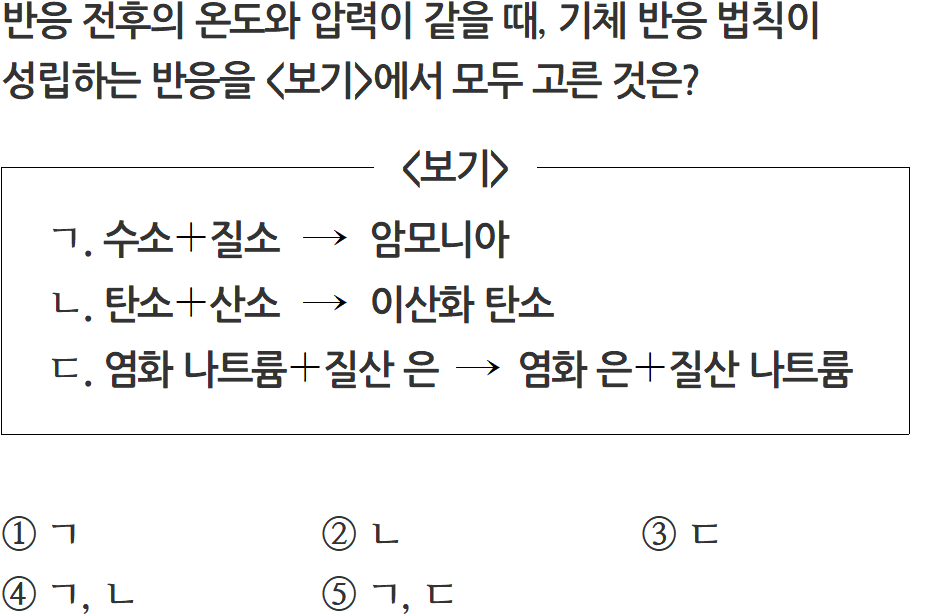 반응 전후의 온도와 압력이 같을 때, 기체 반응 법칙이
성립하는 반응을 <보기>에서 모두 고른 것은?
<보기>
ㄱ. 수소+질소 → 암모니아
ㄴ. 탄소+산소 → 이산화 탄소
ㄷ. 염화 나트륨+질산 은 → 염화 은+질산 나트륨
① ㄱ ② ㄴ ③ ㄷ
④ ㄱ, ㄴ ⑤ ㄱ, ㄷ